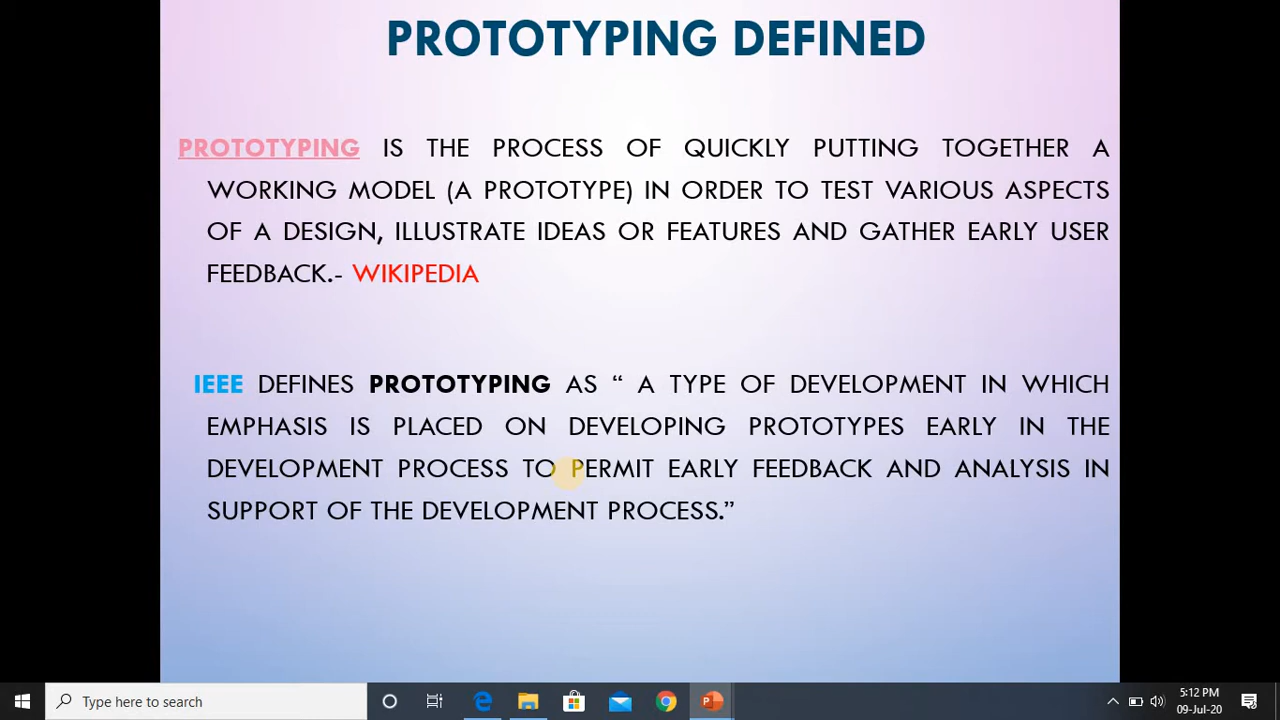 PROTOTYPING DEFINED
PROTOTYPING IS THE PROCESS OF QUICKLY PUTTING TOGETHER A
WORKING MODEL (A PROTOTYPE) IN ORDER TO TEST VARIOUS ASPECTS
OF A DESIGN, ILLUSTRATE IDEAS OR FEATURES AND GATHER EARLY USER
FEEDBACK.- WIKIPEDIA
IEEE DEFINES PROTOTYPING AS “ A TYPE OF DEVELOPMENT IN WHICH
EMPHASIS IS PLACED ON DEVELOPING PROTOTYPES EARLY IN THE
DEVELOPMENT PROCESS TO PERMIT EARLY FEEDBACK AND ANALYSIS IN
SUPPORT OF THE DEVELOPMENT PROCESS.”
Type here to search
5:12 PM
09-Jul-20